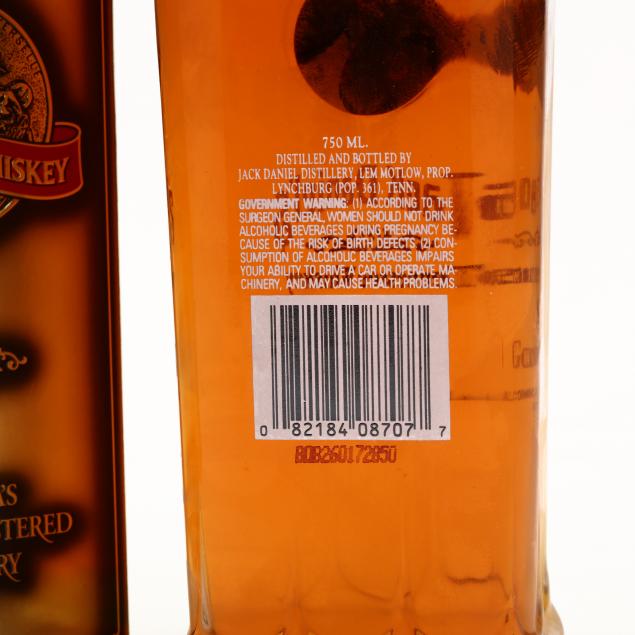 WHISKEY
'S
STERED
RY
750 ML.
DISTILLED AND BOTTLED BY
JACK DANIEL DISTILLERY, LEM MOTLOW, PROP.
LYNCHBURG (POP. 361), TENN.
GOVERNMENT WARNING: (1) ACCORDING TO THE
SURGEON GENERAL, WOMEN SHOULD NOT DRINK
ALCOHOLIC BEVERAGES DURING PREGNANCY BE-
CAUSE OF THE RISK OF BIRTH DEFECTS. (2) CON-
SUMPTION OF ALCOHOLIC BEVERAGES IMPAIRS
YOUR ABILITY TO DRIVE A CAR OR OPERATE MA-
CHINERY, AND MAY CAUSE HEALTH PROBLEMS.
0 82184 08707 7